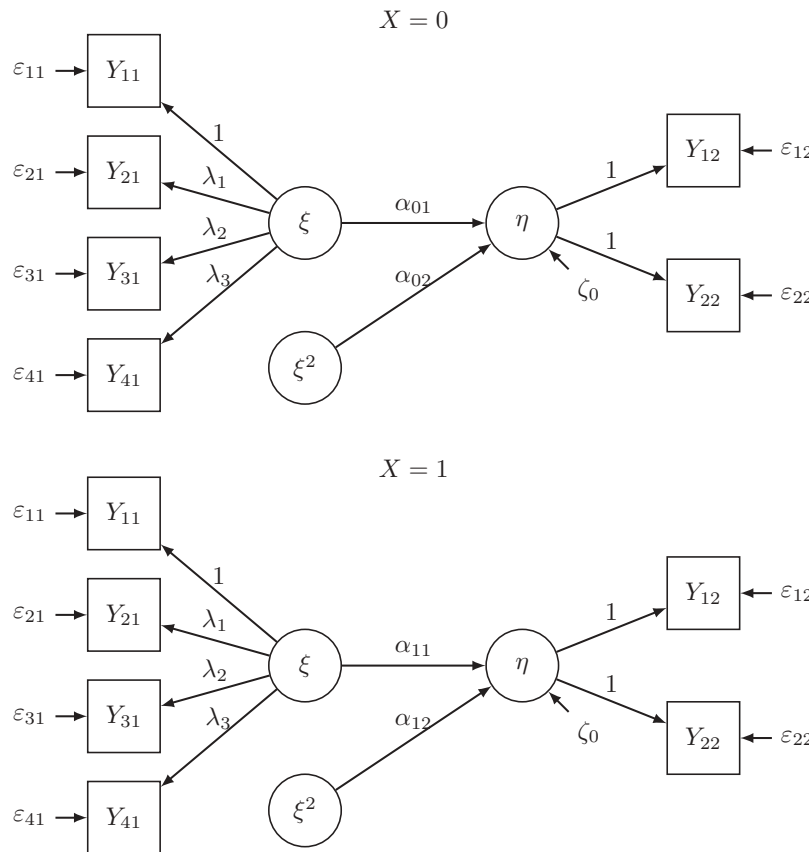 X = 0
ε₁₁ Y₁₁
1
ε₂₁ Y₂₁ λ₁
ε₃₁ Y₃₁ λ₂
λ₃
ε₄₁ Y₄₁
ξ α₀₁ η
α₀₂
ξ²
ζ₀
1 Y₁₂ ε₁₂
1 Y₂₂ ε₂₂
X = 1
ε₁₁ Y₁₁
1
ε₂₁ Y₂₁ λ₁
ε₃₁ Y₃₁ λ₂
λ₃
ε₄₁ Y₄₁
ξ α₁₁ η
α₁₂
ξ²
ζ₀
1 Y₁₂ ε₁₂
1 Y₂₂ ε₂₂